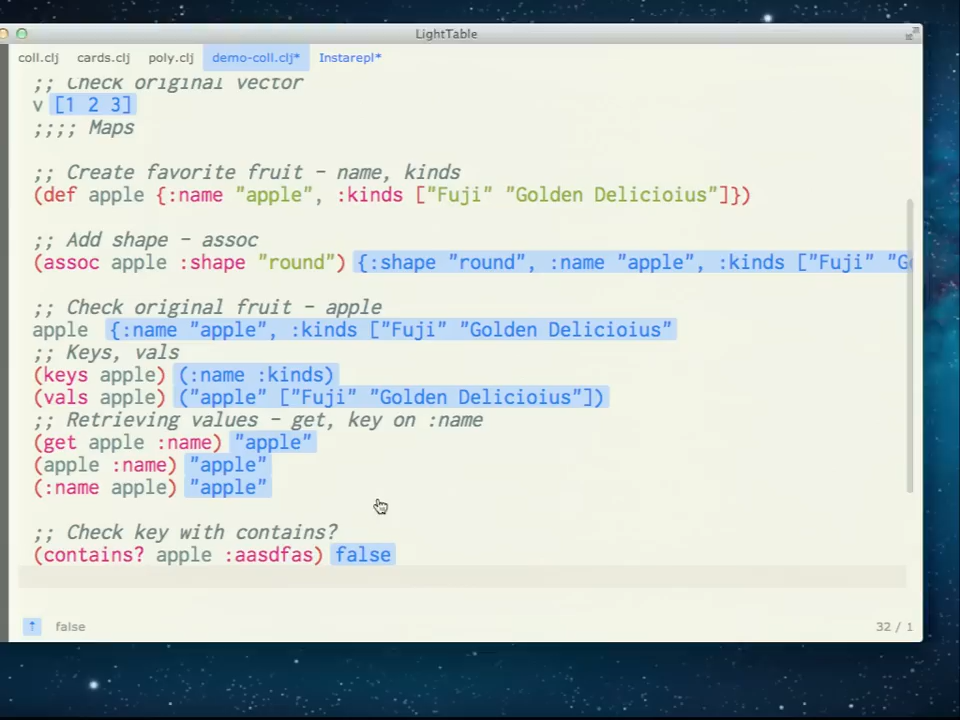 LightTable
coll.clj cards.clj poly.clj demo-coll.clj* Instarepl*
;; Check original vector
v [1 2 3]
;;;; Maps
;; Create favorite fruit - name, kinds
(def apple {:name "apple", :kinds ["Fuji" "Golden Delicioius"]})
;; Add shape - assoc
(assoc apple :shape "round") {:shape "round", :name "apple", :kinds ["Fuji" "G
;; Check original fruit - apple
apple {:name "apple", :kinds ["Fuji" "Golden Delicioius"
;; Keys, vals
(keys apple) (:name :kinds)
(vals apple) ("apple" ["Fuji" "Golden Delicioius"])
;; Retrieving values - get, key on :name
(get apple :name) "apple"
(apple :name) "apple"
(:name apple) "apple"
;; Check key with contains?
(contains? apple :aasdfas) false
↑ false 32 / 1